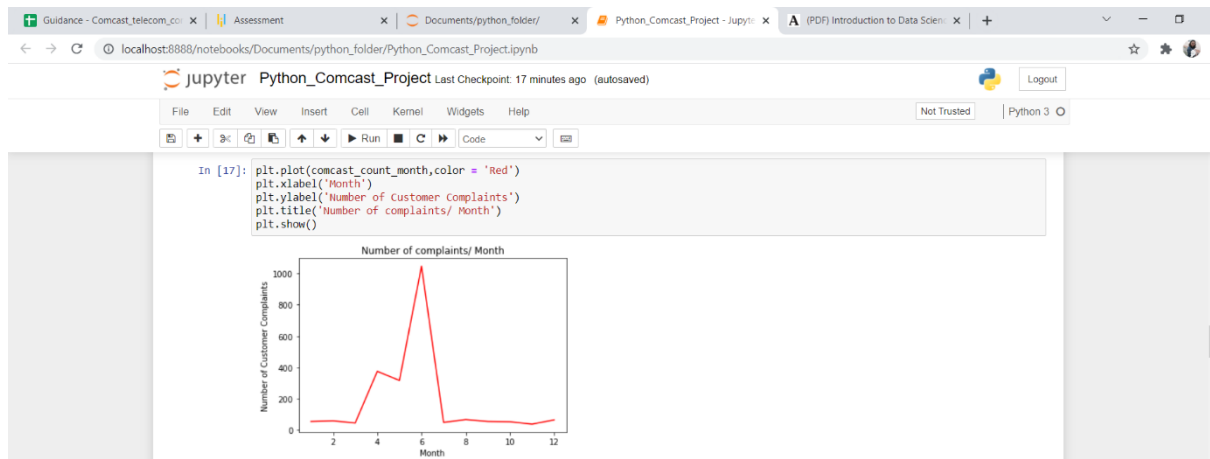 Guidance - Comcast_telecom_co
Assessment
Documents/python_folder/
Python_Comcast_Project - Jupyte
A (PDF) Introduction to Data Scien
localhost:8888/notebooks/Documents/python_folder/Python_Comcast_Project.ipynb
jupyter Python_Comcast_Project Last Checkpoint: 17 minutes ago (autosaved)
Logout
File Edit View Insert Cell Kernel Widgets Help
Not Trusted
Python 3
Run
Code
In [17]: plt.plot(comcast_count_month,color = 'Red')
plt.xlabel('Month')
plt.ylabel('Number of Customer Complaints')
plt.title('Number of complaints/ Month')
plt.show()
Number of complaints/ Month
Number of Customer Complaints
1000
800
600
400
200
0
2 4 6 8 10 12
Month